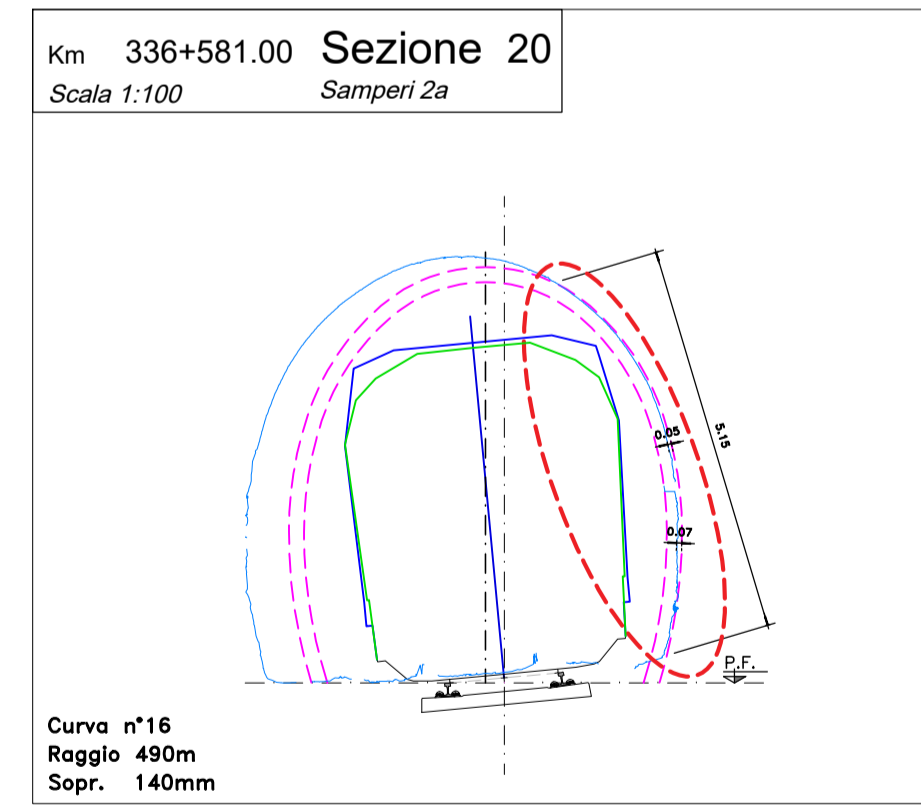 Km 336+581.00 Sezione 20
Scala 1:100 Samperi 2a
0.05
5.15
0.07
P.F.
Curva n°16
Raggio 490m
Sopr. 140mm